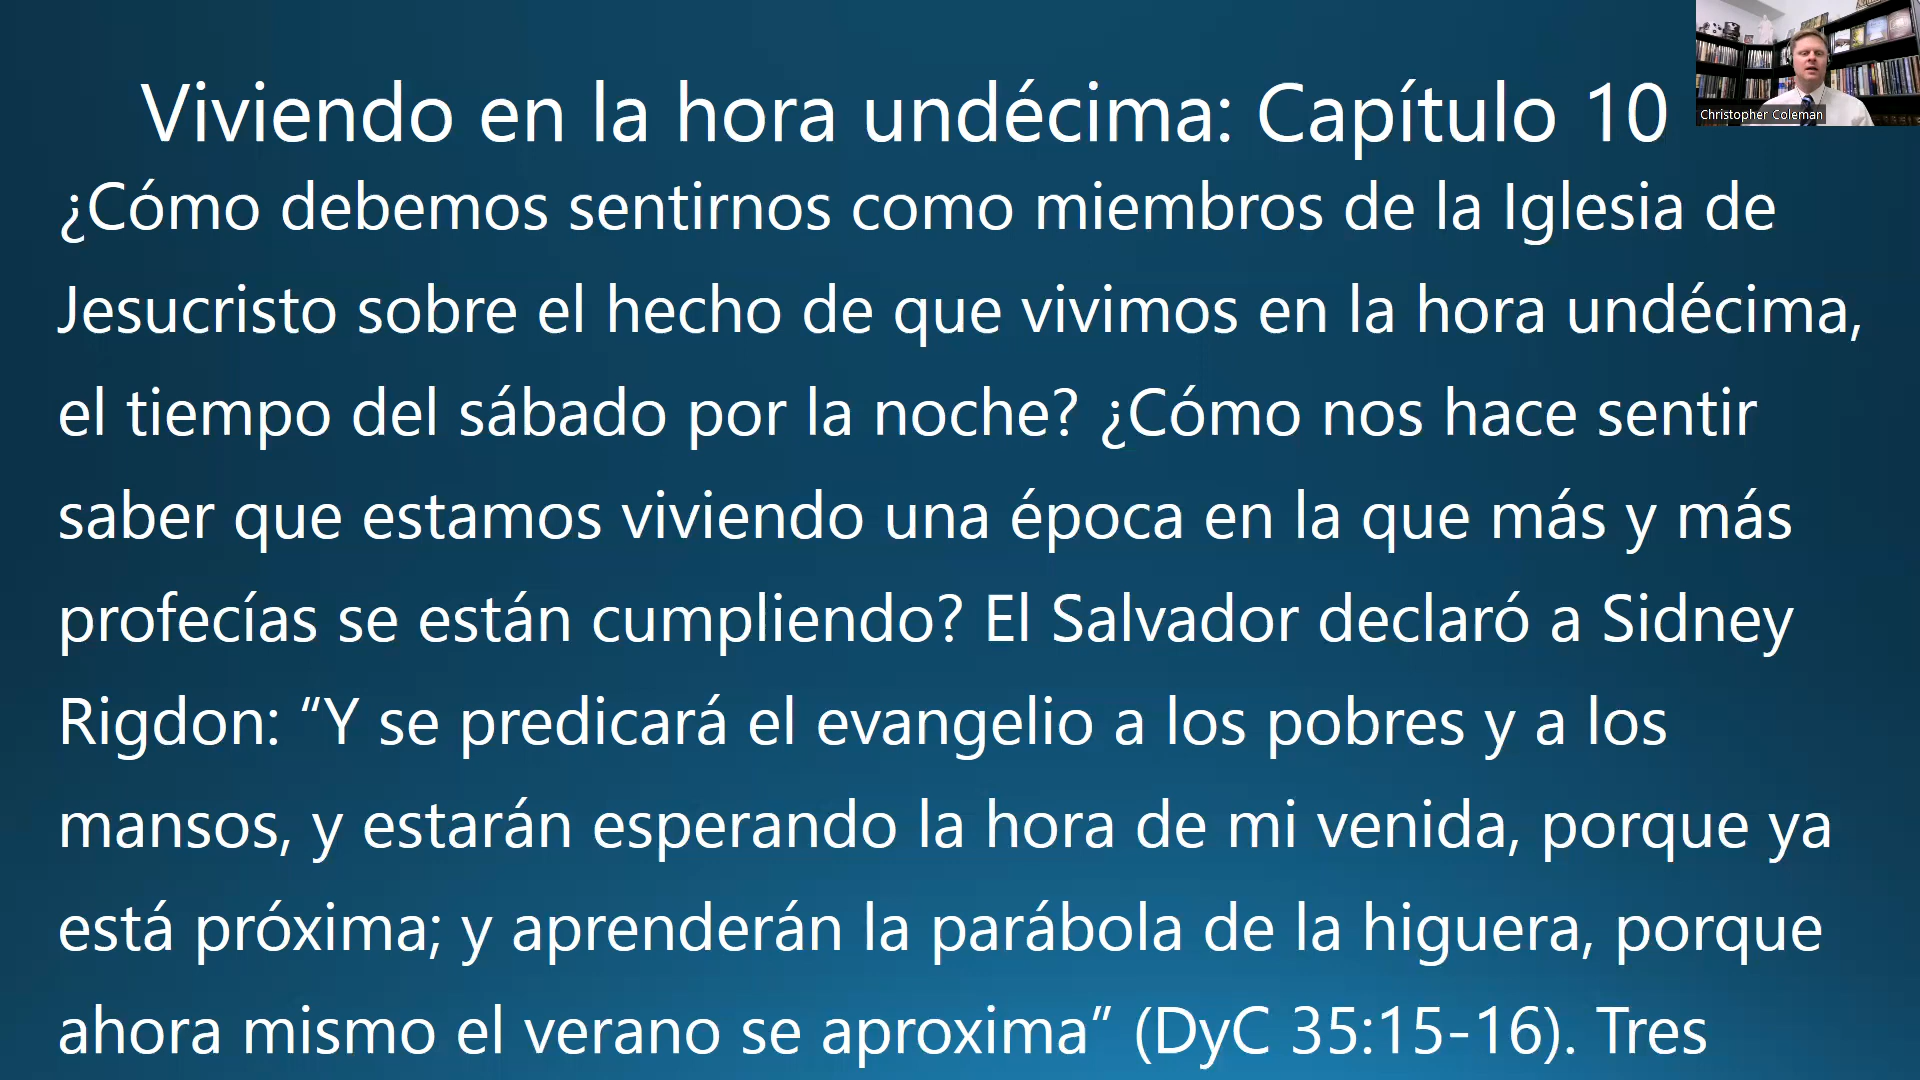 Viviendo en la hora undécima: Capítulo 10
Christopher Coleman
¿Cómo debemos sentirnos como miembros de la Iglesia de
Jesucristo sobre el hecho de que vivimos en la hora undécima,
el tiempo del sábado por la noche? ¿Cómo nos hace sentir
saber que estamos viviendo una época en la que más y más
profecías se están cumpliendo? El Salvador declaró a Sidney
Rigdon: “Y se predicará el evangelio a los pobres y a los
mansos, y estarán esperando la hora de mi venida, porque ya
está próxima; y aprenderán la parábola de la higuera, porque
ahora mismo el verano se aproxima” (DyC 35:15-16). Tres